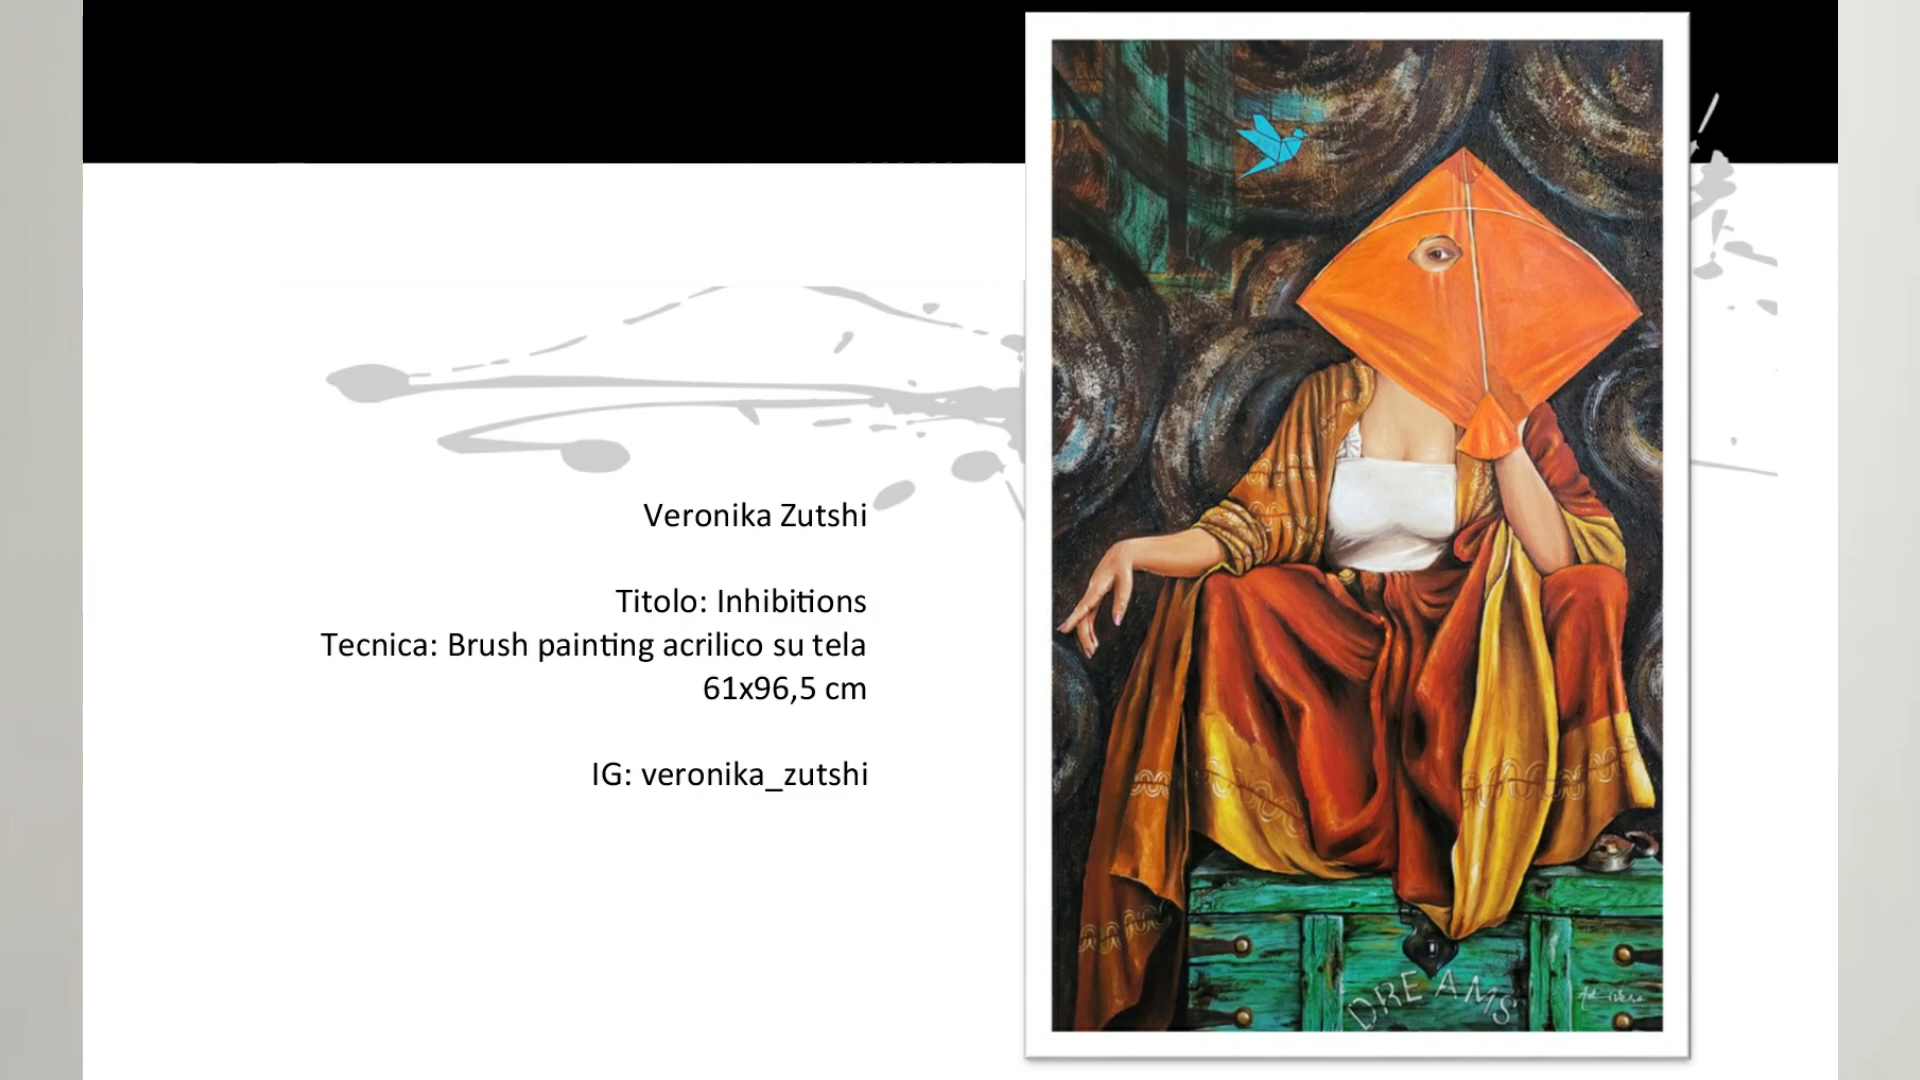 Veronika Zutshi
Titolo: Inhibitions
Tecnica: Brush painting acrilico su tela
61x96,5 cm
IG: veronika_zutshi
DREAMS